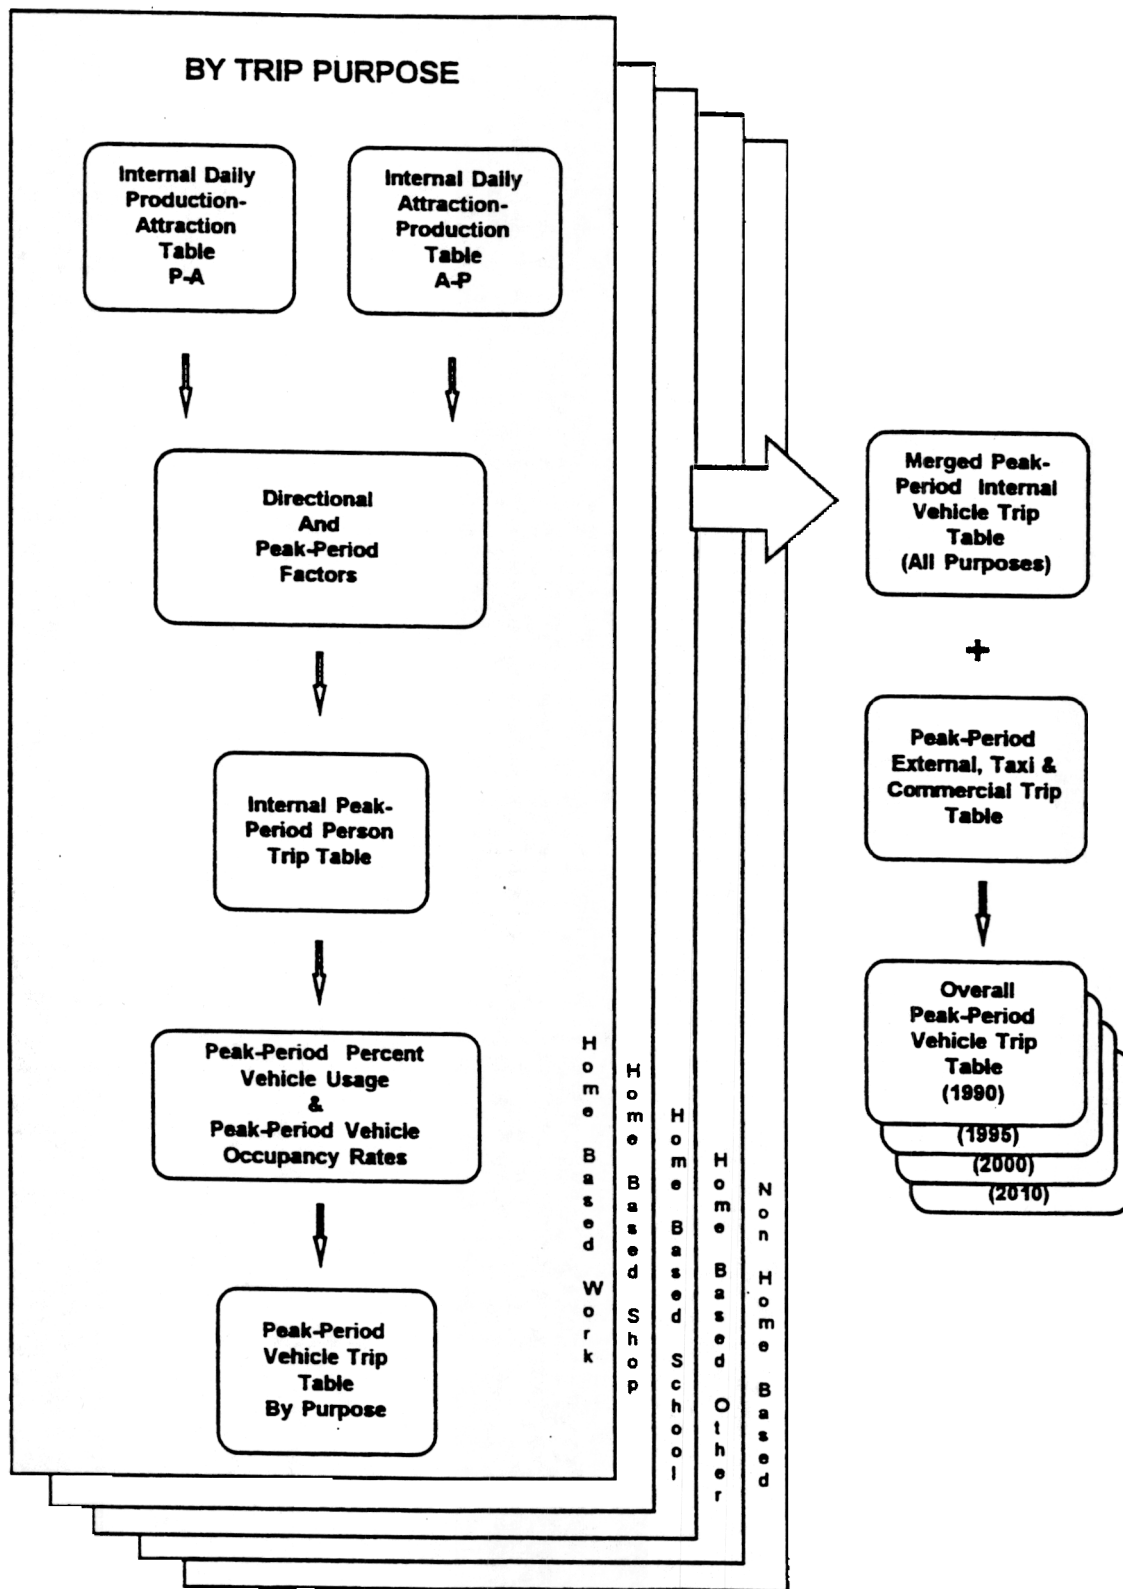 BY TRIP PURPOSE
Internal Daily
Production-
Attraction
Table
P-A
Internal Daily
Attraction-
Production
Table
A-P
Directional
And
Peak-Period
Factors
Internal Peak-
Period Person
Trip Table
Peak-Period Percent
Vehicle Usage
&
Peak-Period Vehicle
Occupancy Rates
Peak-Period
Vehicle Trip
Table
By Purpose
Home Based Work
Home Based Shop
Home Based School
Home Based Other
Non Home Based
Merged Peak-
Period Internal
Vehicle Trip
Table
(All Purposes)
+
Peak-Period
External, Taxi &
Commercial Trip
Table
Overall
Peak-Period
Vehicle Trip
Table
(1990)
(1995)
(2000)
(2010)